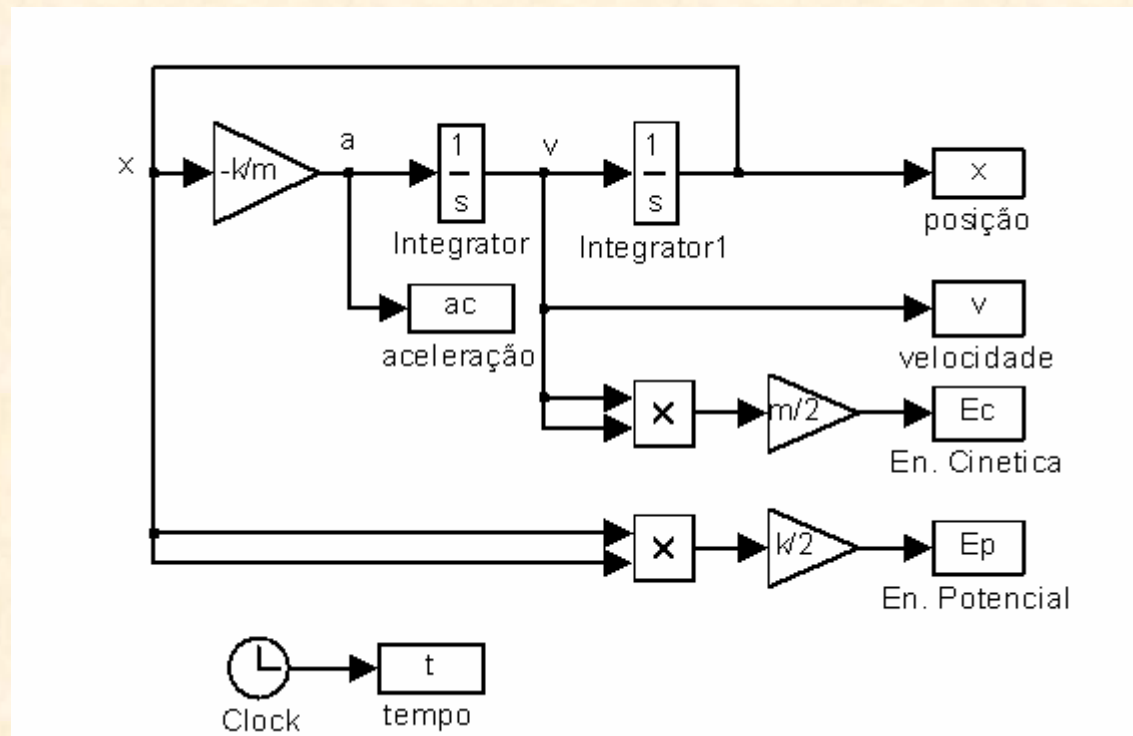 x
-k/m
a
1
s
Integrator
v
1
s
Integrator1
x
posição
ac
aceleração
v
velocidade
×
m/2
Ec
En. Cinetica
×
k/2
Ep
En. Potencial
Clock
t
tempo